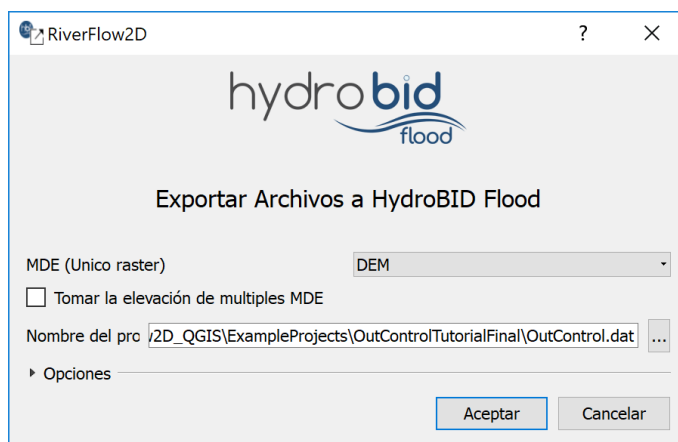 RiverFlow2D
?
hydrobid
flood
Exportar Archivos a HydroBID Flood
MDE (Unico raster) DEM
Tomar la elevación de multiples MDE
Nombre del pro w2D_QGIS\ExampleProjects\OutControlTutorialFinal\OutControl.dat ...
Opciones
Aceptar Cancelar